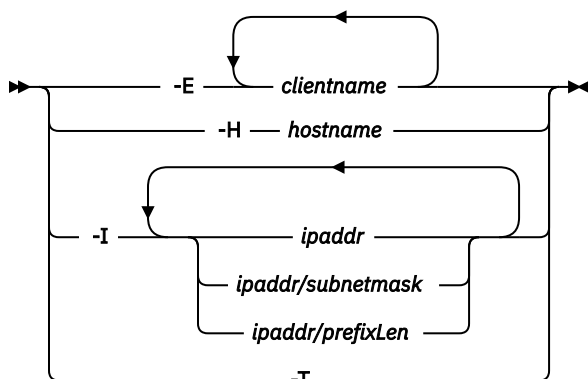 -E clientname
-H hostname
-I ipaddr
ipaddr/subnetmask
ipaddr/prefixLen